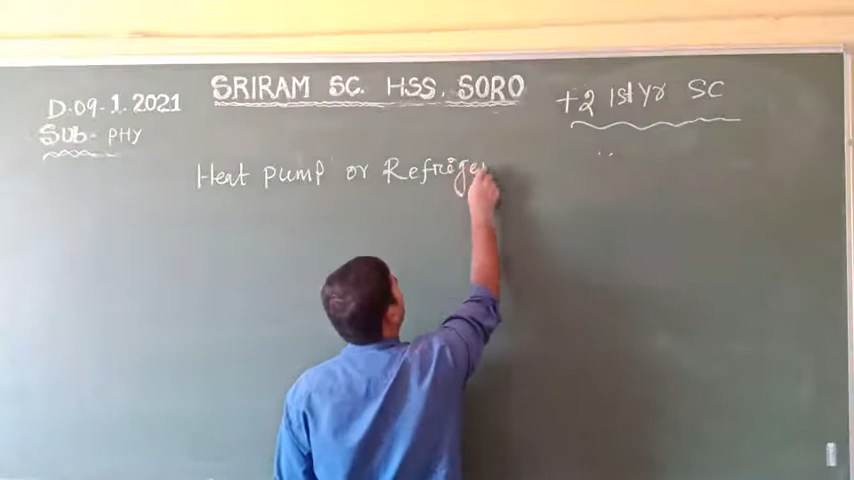 SRIRAM SC. HSS. SORO
D-09-1-2021
+2 1st Yr SC
Sub- PHY
Heat pump or Refrige